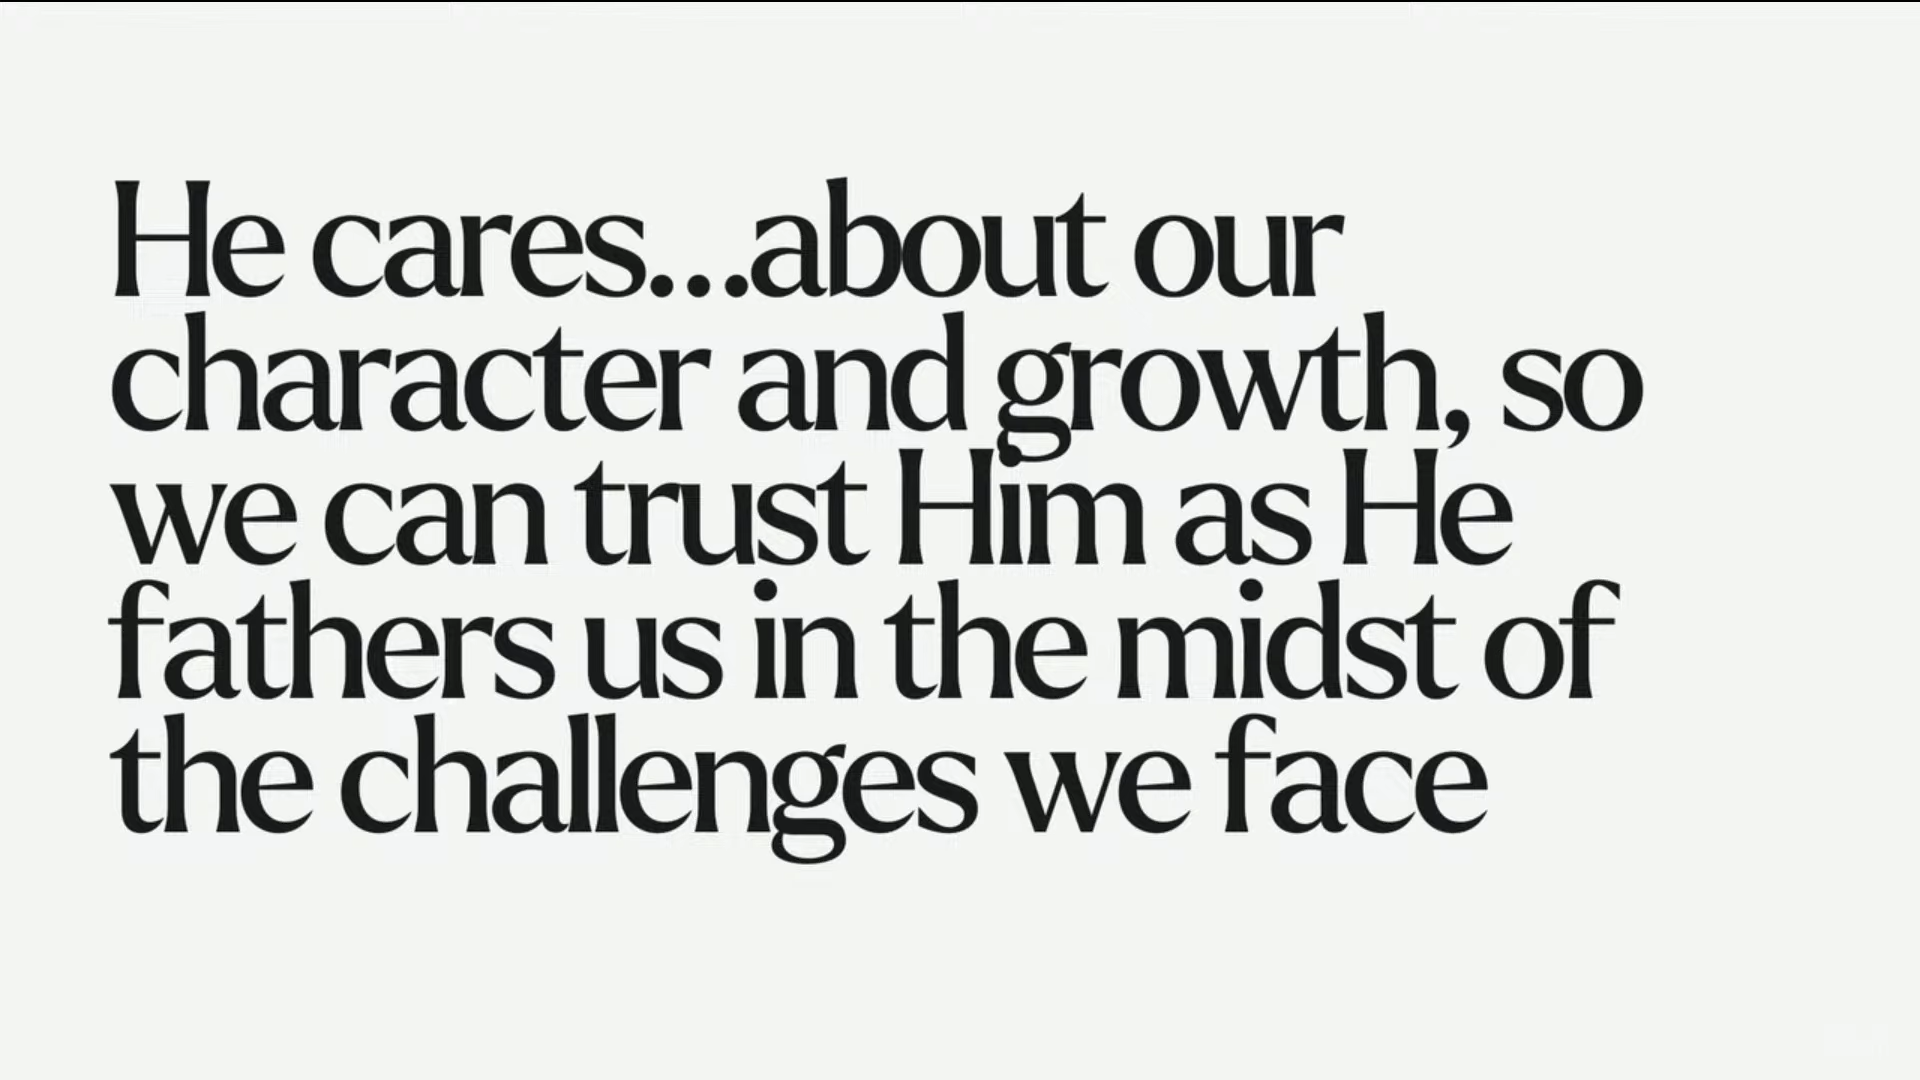 He cares...about our
character and growth, so
we can trust Him as He
fathers us in the midst of
the challenges we face